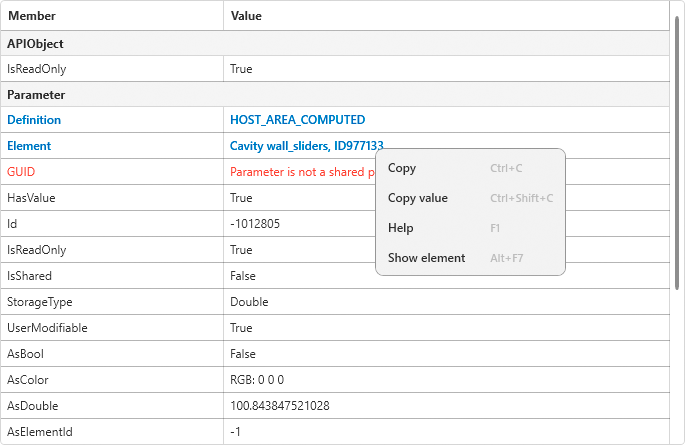 Member Value
APIObject
IsReadOnly True
Parameter
Definition HOST_AREA_COMPUTED
Element Cavity wall_sliders, ID977133
GUID Parameter is not a shared
HasValue True
Id -1012805
IsReadOnly True
IsShared False
StorageType Double
UserModifiable True
AsBool False
AsColor RGB: 0 0 0
AsDouble 100.843847521028
AsElementId -1
Copy Ctrl+C
Copy value Ctrl+Shift+C
Help F1
Show element Alt+F7